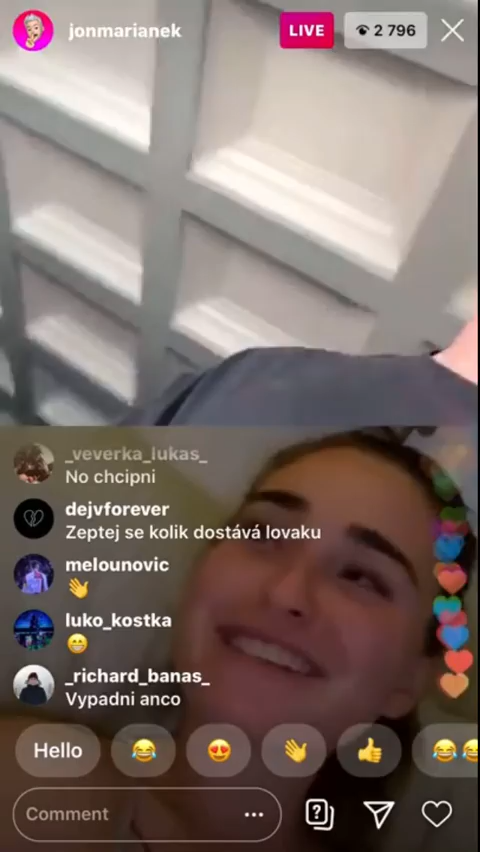 jonmarianek
LIVE
2 796
_veverka_lukas_
No chcipni
dejvforever
Zeptej se kolik dostává lovaku
melounovic
👋
luko_kostka
😁
_richard_banas_
Vypadni anco
Hello 😂 😍 👋 👍 😂😂
Comment